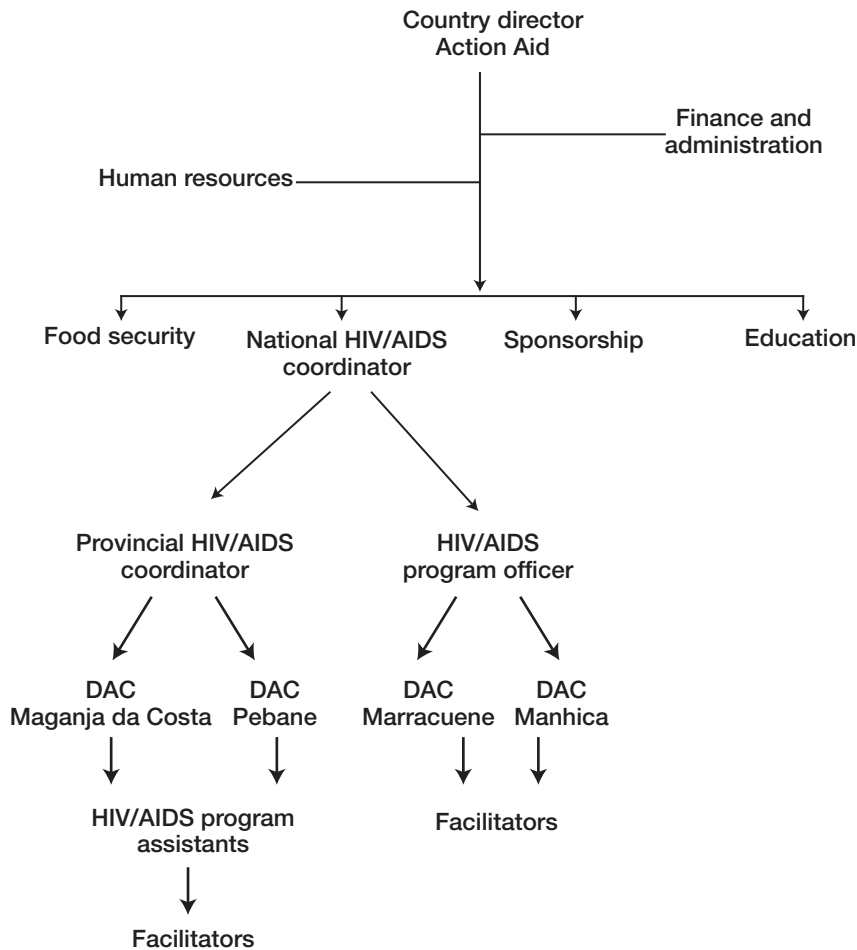 Country director
Action Aid
Finance and
administration
Human resources
Food security
National HIV/AIDS
coordinator
Sponsorship
Education
Provincial HIV/AIDS
coordinator
HIV/AIDS
program officer
DAC
Maganja da Costa
DAC
Pebane
DAC
Marracuene
DAC
Manhica
HIV/AIDS program
assistants
Facilitators
Facilitators